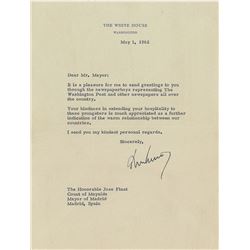 THE WHITE HOUSE
WASHINGTON
May 1, 1962
Dear Mr. Mayor:
It is a pleasure for me to send greetings to you
through the newspaperboys representing The
Washington Post and other newspapers all over
the country.
Your kindness in extending your hospitality to
these youngsters is much appreciated as a further
indication of the warm relationship between our
countries.
I send you my kindest personal regards.
Sincerely,
The Honorable Jose Finat
Count of Mayalde
Mayor of Madrid
Madrid, Spain